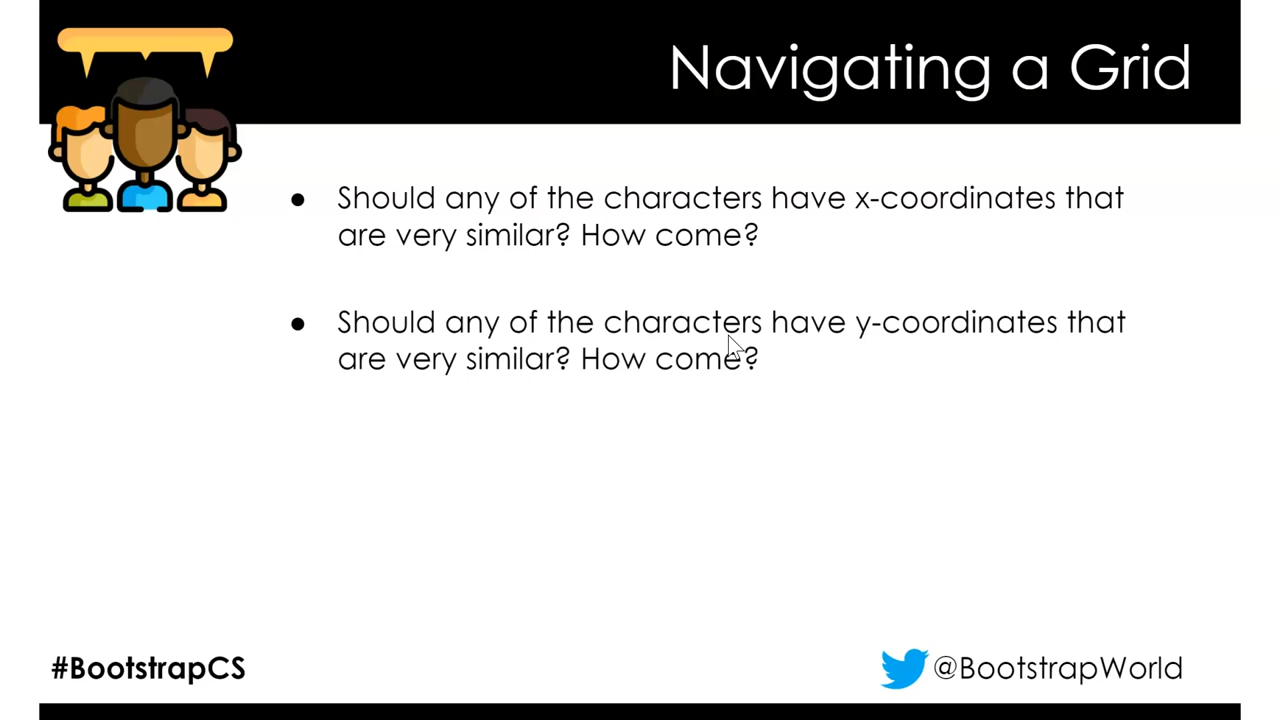 Navigating a Grid
● Should any of the characters have x-coordinates that
are very similar? How come?
● Should any of the characters have y-coordinates that
are very similar? How come?
#BootstrapCS
@BootstrapWorld